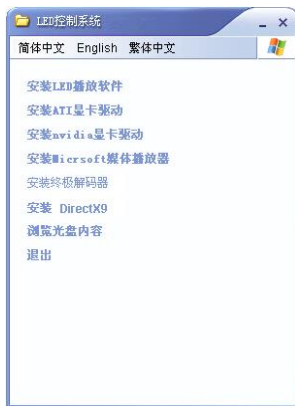 LED控制系统
简体中文 English 繁体中文
安装LED播放软件
安装ATI显卡驱动
安装nvidia显卡驱动
安装Micrsoft媒体播放器
安装终极解码器
安装 DirectX9
浏览光盘内容
退出